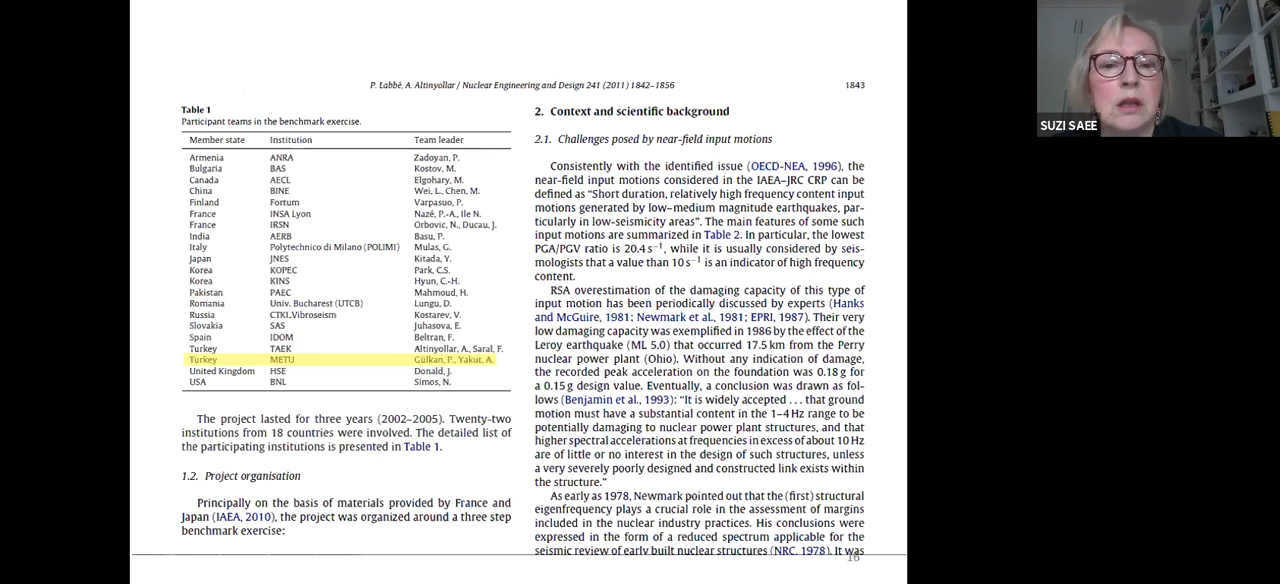 P. Labbé, A. Altinyollar / Nuclear Engineering and Design 241 (2011) 1842–1856
1843
Table 1
Participant teams in the benchmark exercise.
Member state Institution Team leader
Armenia ANRA Zadoyan, P.
Bulgaria BAS Kostov, M.
Canada AECL Elgohary, M.
China BINE Wei, L., Chen, M.
Finland Fortum Varpasuo, P.
France INSA Lyon Nazé, P.-A., Ile N.
France IRSN Orbovic, N., Ducau, J.
India AERB Basu, P.
Italy Polytechnico di Milano (POLIMI) Mulas, G.
Japan JNES Kitada, Y.
Korea KOPEC Park, C.S.
Korea KINS Hyun, C.-H.
Pakistan PAEC Mahmoud, H.
Romania Univ. Bucharest (UTCB) Lungu, D.
Russia CTKI_Vibroseism Kostarev, V.
Slovakia SAS Juhasova, E.
Spain IDOM Beltran, F.
Turkey TAEK Altinyollar, A., Saral, F.
Turkey METU Gülkan, P., Yakut, A.
United Kingdom HSE Donald, J.
USA BNL Simos, N.
The project lasted for three years (2002–2005). Twenty-two
institutions from 18 countries were involved. The detailed list of
the participating institutions is presented in Table 1.
1.2. Project organisation
Principally on the basis of materials provided by France and
Japan (IAEA, 2010), the project was organized around a three step
benchmark exercise:
2. Context and scientific background
2.1. Challenges posed by near-field input motions
Consistently with the identified issue (OECD-NEA, 1996), the
near-field input motions considered in the IAEA–JRC CRP can be
defined as “Short duration, relatively high frequency content input
motions generated by low–medium magnitude earthquakes, par-
ticularly in low-seismicity areas”. The main features of some such
input motions are summarized in Table 2. In particular, the lowest
PGA/PGV ratio is 20.4 s⁻¹, while it is usually considered by seis-
mologists that a value than 10 s⁻¹ is an indicator of high frequency
content.
RSA overestimation of the damaging capacity of this type of
input motion has been periodically discussed by experts (Hanks
and McGuire, 1981; Newmark et al., 1981; EPRI, 1987). Their very
low damaging capacity was exemplified in 1986 by the effect of the
Leroy earthquake (ML 5.0) that occurred 17.5 km from the Perry
nuclear power plant (Ohio). Without any indication of damage,
the recorded peak acceleration on the foundation was 0.18 g for
a 0.15 g design value. Eventually, a conclusion was drawn as fol-
lows (Benjamin et al., 1993): “It is widely accepted . . . that ground
motion must have a substantial content in the 1–4 Hz range to be
potentially damaging to nuclear power plant structures, and that
higher spectral accelerations at frequencies in excess of about 10 Hz
are of little or no interest in the design of such structures, unless
a very severely poorly designed and constructed link exists within
the structure.”
As early as 1978, Newmark pointed out that the (first) structural
eigenfrequency plays a crucial role in the assessment of margins
included in the nuclear industry practices. His conclusions were
expressed in the form of a reduced spectrum applicable for the
seismic review of early built nuclear structures (NRC, 1978). It was
16
SUZI SAEE